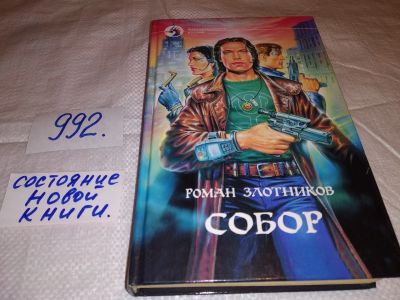 992.
СОСТОЯНИЕ
НОВОЙ
КНИГИ.
РОМАН ЗЛОТНИКОВ
СОБОР